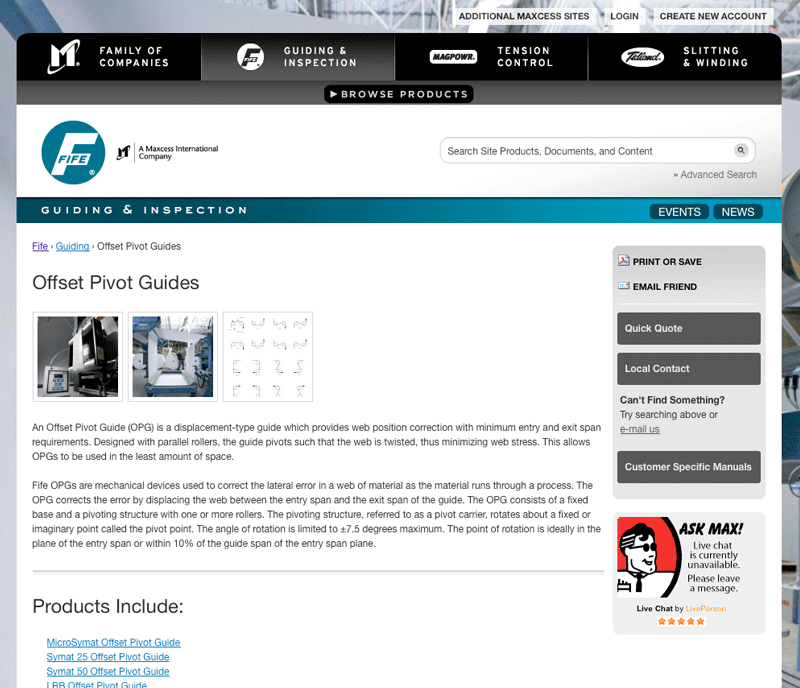 ADDITIONAL MAXCESS SITES LOGIN CREATE NEW ACCOUNT
FAMILY OF
COMPANIES
FIFE
GUIDING &
INSPECTION
MAGPOWR.
TENSION
CONTROL
Tidland
SLITTING
& WINDING
BROWSE PRODUCTS
FIFE
A Maxcess International
Company
Search Site Products, Documents, and Content
» Advanced Search
GUIDING & INSPECTION
EVENTS NEWS
Fife › Guiding › Offset Pivot Guides
Offset Pivot Guides
An Offset Pivot Guide (OPG) is a displacement-type guide which provides web position correction with minimum entry and exit span
requirements. Designed with parallel rollers, the guide pivots such that the web is twisted, thus minimizing web stress. This allows
OPGs to be used in the least amount of space.
Fife OPGs are mechanical devices used to correct the lateral error in a web of material as the material runs through a process. The
OPG corrects the error by displacing the web between the entry span and the exit span of the guide. The OPG consists of a fixed
base and a pivoting structure with one or more rollers. The pivoting structure, referred to as a pivot carrier, rotates about a fixed or
imaginary point called the pivot point. The angle of rotation is limited to ±7.5 degrees maximum. The point of rotation is ideally in the
plane of the entry span or within 10% of the guide span of the entry span plane.
Products Include:
MicroSymat Offset Pivot Guide
Symat 25 Offset Pivot Guide
Symat 50 Offset Pivot Guide
LRB Offset Pivot Guide
PRINT OR SAVE
EMAIL FRIEND
Quick Quote
Local Contact
Can't Find Something?
Try searching above or
e-mail us
Customer Specific Manuals
ASK MAX!
Live chat
is currently
unavailable.
Please leave
a message.
Live Chat by LivePerson